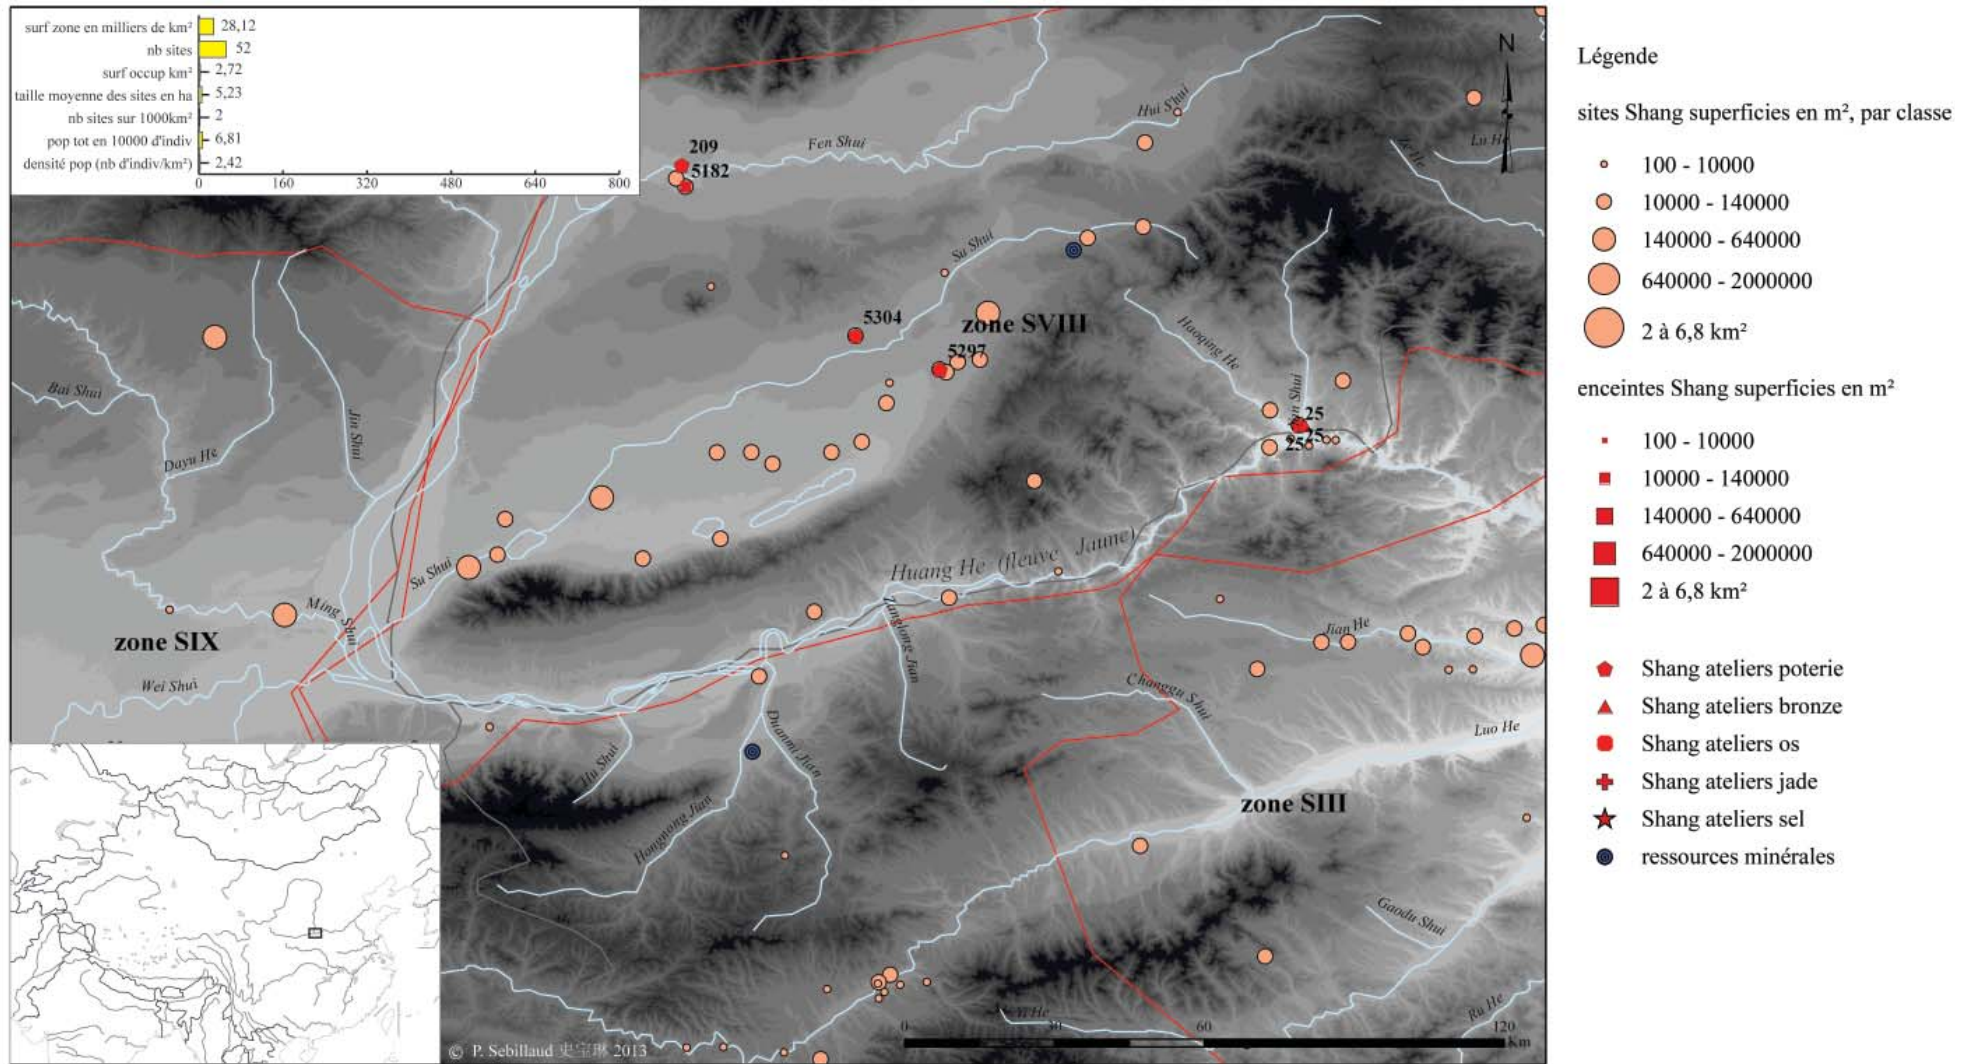 surf zone en milliers de km² 28,12
nb sites 52
surf occup km² 2,72
taille moyenne des sites en ha 5,23
nb sites sur 1000km² 2
pop tot en 10000 d'indiv 6,81
densité pop (nb d'indiv/km²) 2,42
0 160 320 480 640 800
N
Hui Shui
Lu He
209
Fen Shui
5182
Su Shui
5304
zone SVIII
Haoqing He
5297
Bai Shui
Jin Shui
25
25
25
Dayu He
Huang He (fleuve Jaune)
Su Shui
Ming Shui
zone SIX
Jian He
Wei Shui
Changgu Shui
Luo He
Duanmi Jian
Hu Shui
zone SIII
Hongnong Jian
Gaodu Shui
Yi He
Ru He
0 30 60 120
Km
© P. Sebillaud 史宝琳 2013
Légende
sites Shang superficies en m², par classe
100 - 10000
10000 - 140000
140000 - 640000
640000 - 2000000
2 à 6,8 km²
enceintes Shang superficies en m²
100 - 10000
10000 - 140000
140000 - 640000
640000 - 2000000
2 à 6,8 km²
Shang ateliers poterie
Shang ateliers bronze
Shang ateliers os
Shang ateliers jade
Shang ateliers sel
ressources minérales